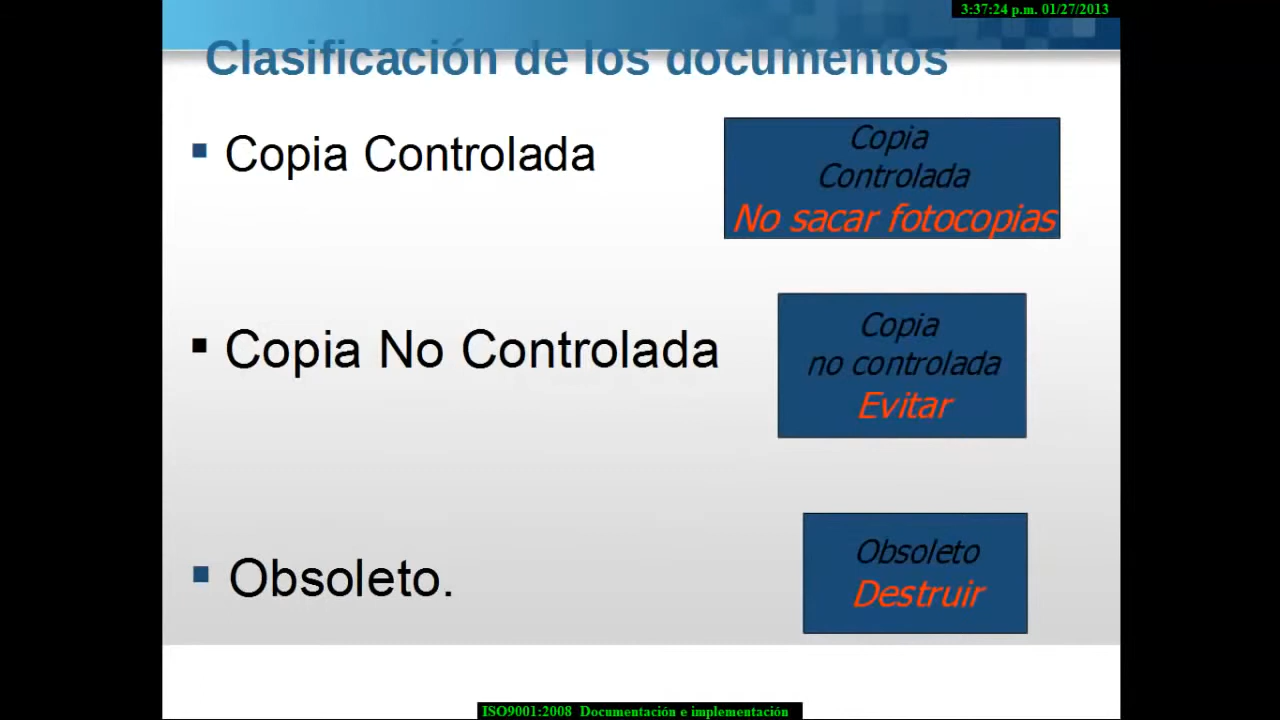 3:37:24 p.m. 01/27/2013
Clasificación de los documentos
Copia Controlada
Copia
Controlada
No sacar fotocopias
Copia No Controlada
Copia
no controlada
Evitar
Obsoleto.
Obsoleto
Destruir
ISO9001:2008 Documentación e implementación